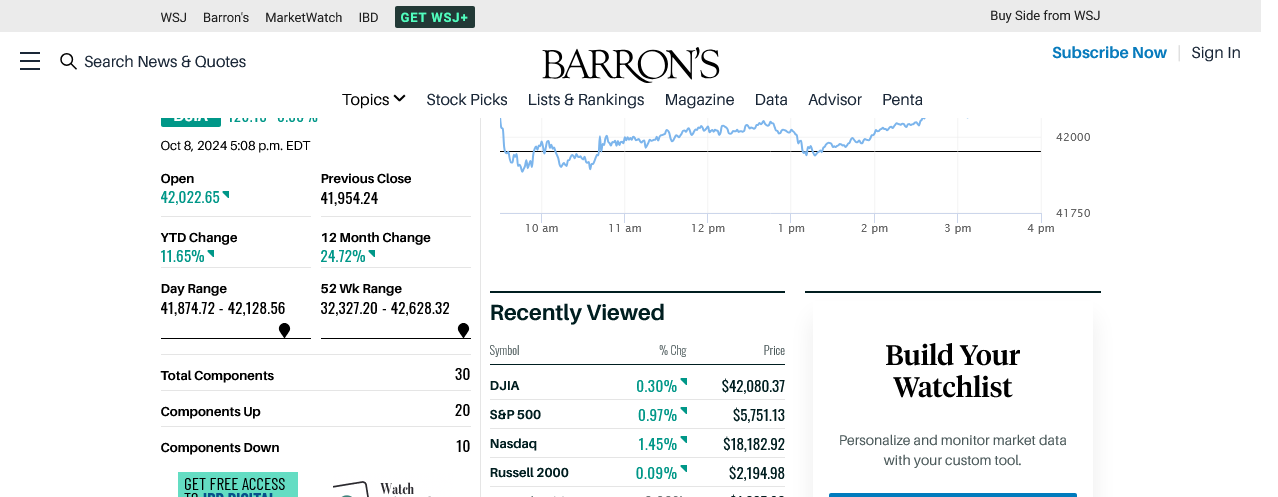 WSJ Barron's MarketWatch IBD GET WSJ+ Buy Side from WSJ
Search News & Quotes
BARRON'S
Subscribe Now | Sign In
Topics Stock Picks Lists & Rankings Magazine Data Advisor Penta
Oct 8, 2024 5:08 p.m. EDT
Open Previous Close
42,022.65 41,954.24
YTD Change 12 Month Change
11.65% 24.72%
Day Range 52 Wk Range
41,874.72 - 42,128.56 32,327.20 - 42,628.32
Total Components 30
Components Up 20
Components Down 10
GET FREE ACCESS
Watch
42000
41750
10 am 11 am 12 pm 1 pm 2 pm 3 pm 4 pm
Recently Viewed
Symbol % Chg Price
DJIA 0.30% $42,080.37
S&P 500 0.97% $5,751.13
Nasdaq 1.45% $18,182.92
Russell 2000 0.09% $2,194.98
Build Your
Watchlist
Personalize and monitor market data
with your custom tool.